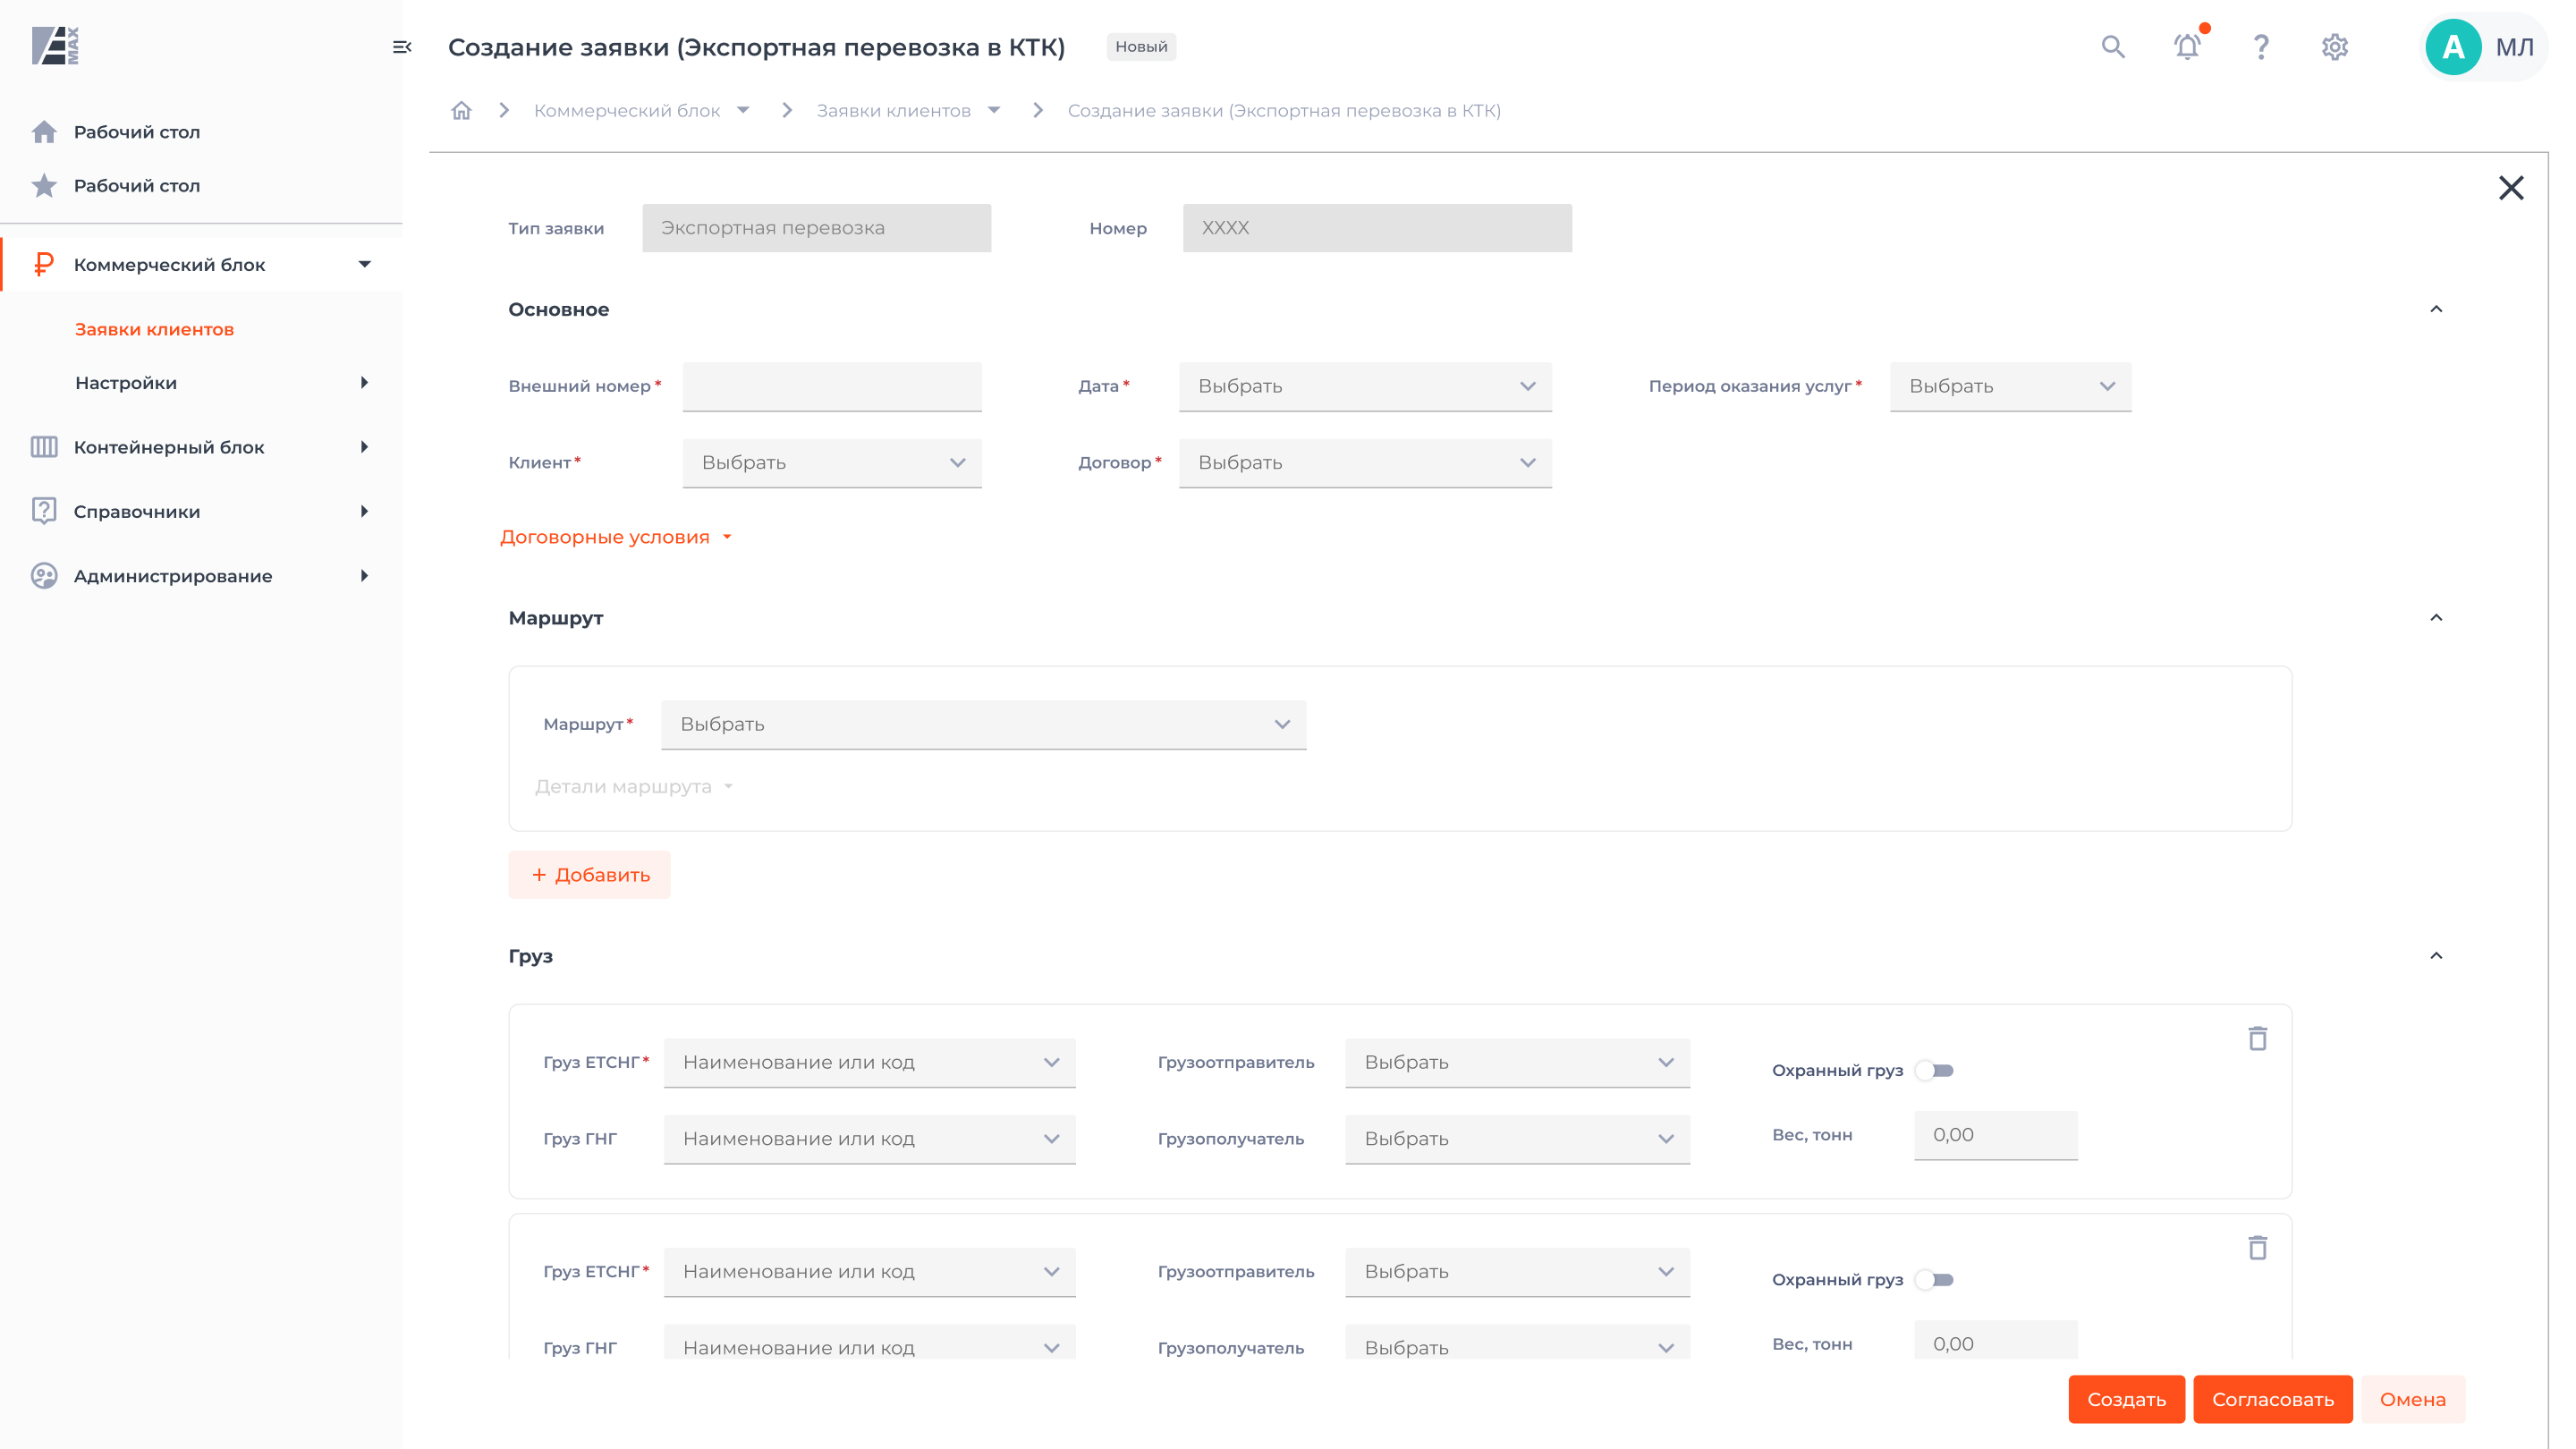 MAX
Создание заявки (Экспортная перевозка в КТК) Новый
А МЛ
Коммерческий блок Заявки клиентов Создание заявки (Экспортная перевозка в КТК)
Рабочий стол
Рабочий стол
Коммерческий блок
Заявки клиентов
Настройки
Контейнерный блок
Справочники
Администрирование
Тип заявки Экспортная перевозка Номер XXXX
Основное
Внешний номер* Дата* Выбрать Период оказания услуг* Выбрать
Клиент* Выбрать Договор* Выбрать
Договорные условия
Маршрут
Маршрут* Выбрать
Детали маршрута
+ Добавить
Груз
Груз ЕТСНГ* Наименование или код Грузоотправитель Выбрать Охранный груз
Груз ГНГ Наименование или код Грузополучатель Выбрать Вес, тонн 0,00
Груз ЕТСНГ* Наименование или код Грузоотправитель Выбрать Охранный груз
Груз ГНГ Наименование или код Грузополучатель Выбрать Вес, тонн 0,00
Создать Согласовать Омена